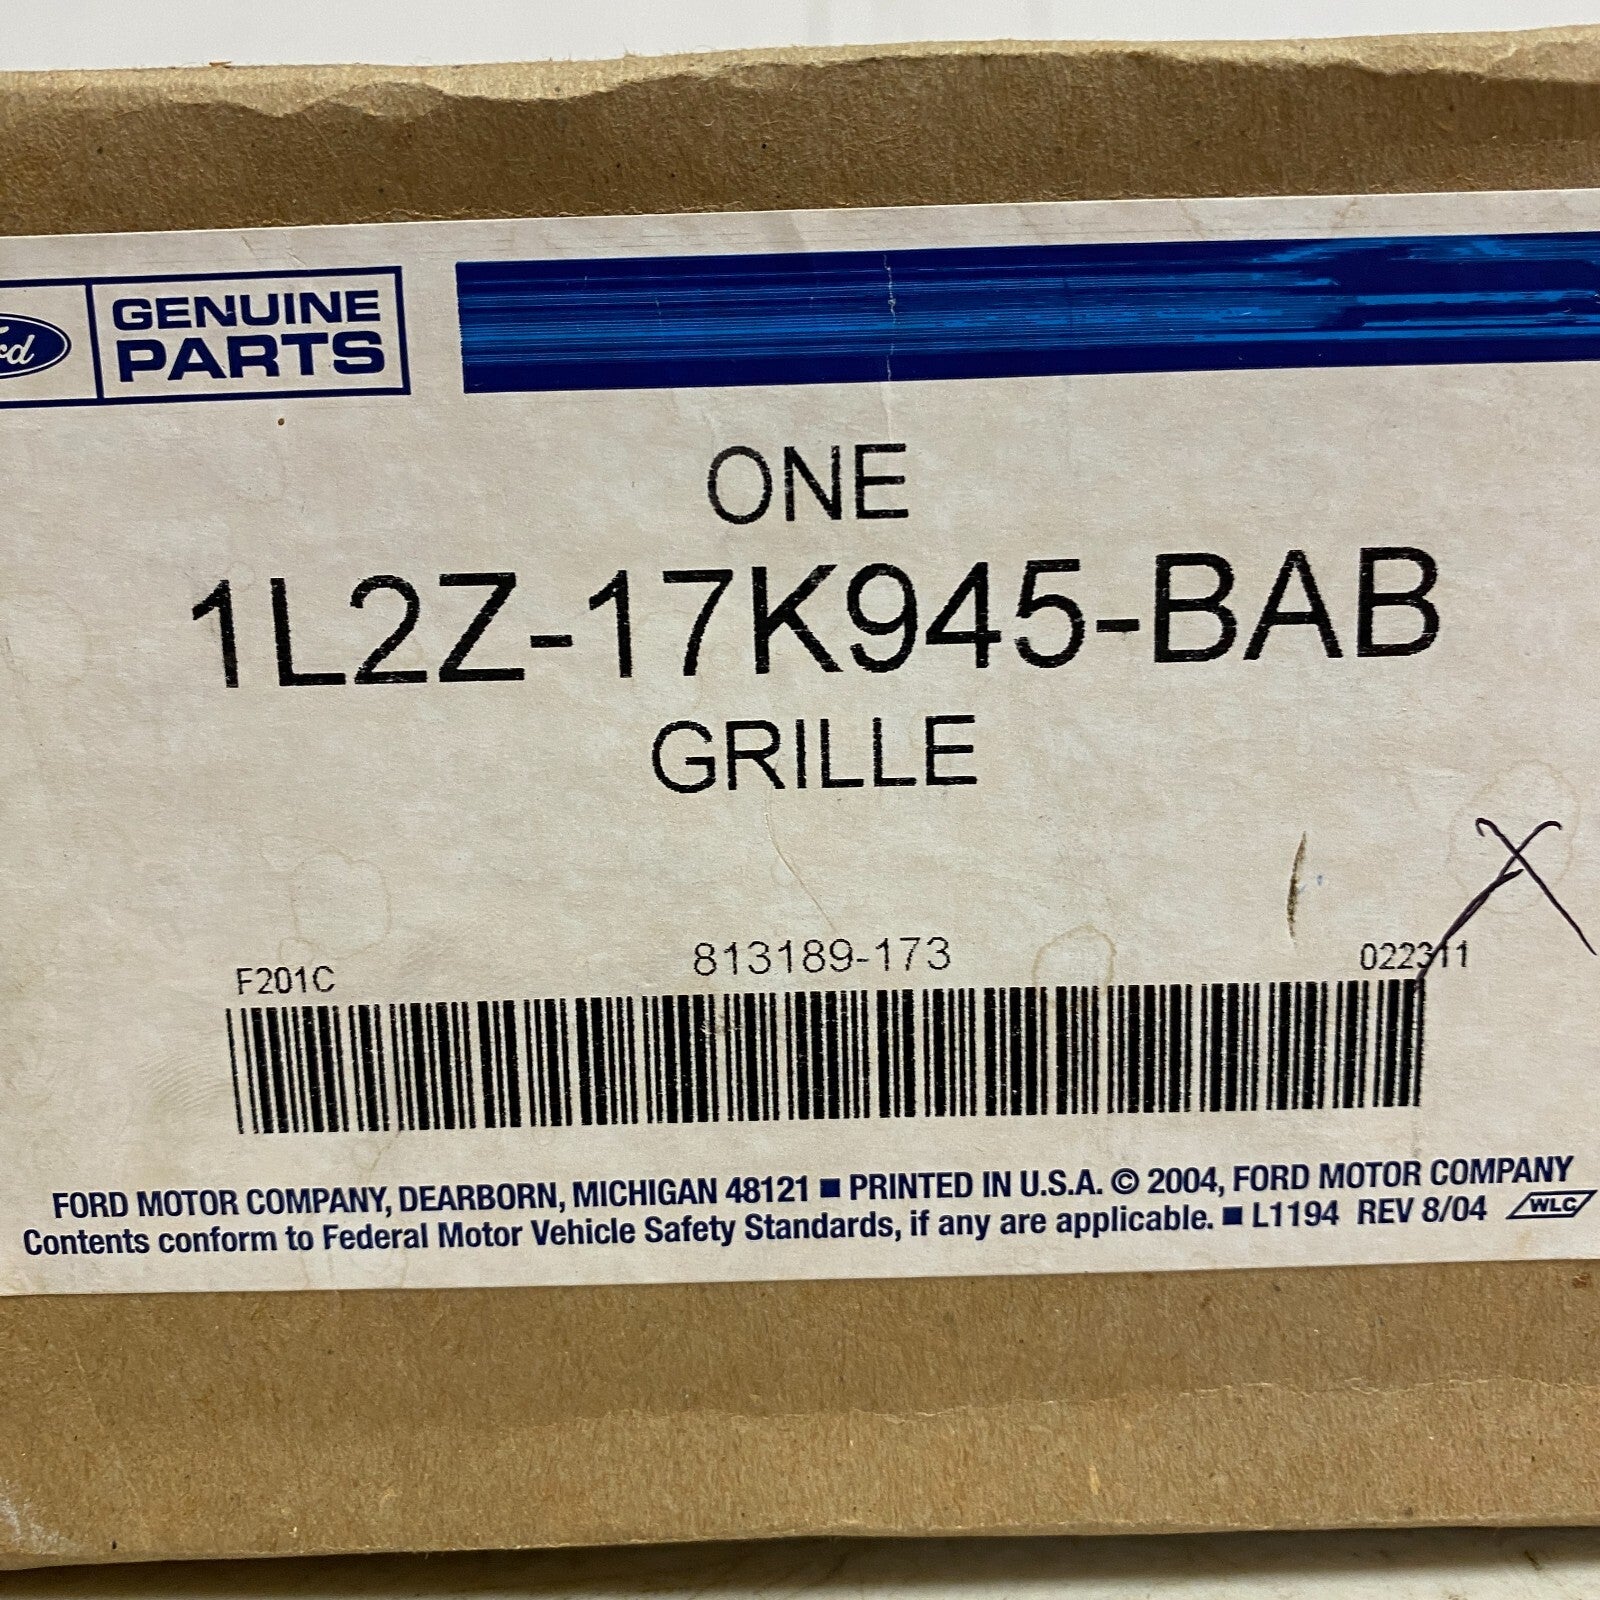 Ford
GENUINE
PARTS
ONE
1L2Z-17K945-BAB
GRILLE
F201C
813189-173
022311
X
FORD MOTOR COMPANY, DEARBORN, MICHIGAN 48121 ■ PRINTED IN U.S.A. © 2004, FORD MOTOR COMPANY
Contents conform to Federal Motor Vehicle Safety Standards, if any are applicable. ■ L1194 REV 8/04 WLC